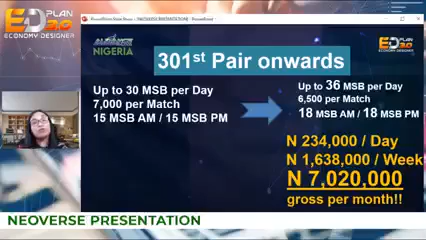 ED PLAN
3.0
ECONOMY DESIGNER
ALLIANCE
NIGERIA
ED PLAN
3.0
ECONOMY DESIGNER
301st Pair onwards
Up to 30 MSB per Day
7,000 per Match
15 MSB AM / 15 MSB PM
Up to 36 MSB per Day
6,500 per Match
18 MSB AM / 18 MSB PM
N 234,000 / Day
N 1,638,000 / Week
N 7,020,000
gross per month!!
NEOVERSE PRESENTATION